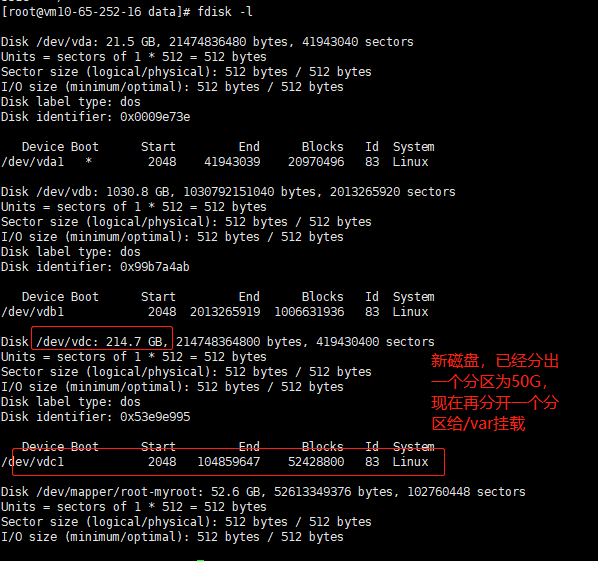 [root@vm10-65-252-16 data]# fdisk -l
Disk /dev/vda: 21.5 GB, 21474836480 bytes, 41943040 sectors
Units = sectors of 1 * 512 = 512 bytes
Sector size (logical/physical): 512 bytes / 512 bytes
I/O size (minimum/optimal): 512 bytes / 512 bytes
Disk label type: dos
Disk identifier: 0x0009e73e
Device Boot Start End Blocks Id System
/dev/vda1 * 2048 41943039 20970496 83 Linux
Disk /dev/vdb: 1030.8 GB, 1030792151040 bytes, 2013265920 sectors
Units = sectors of 1 * 512 = 512 bytes
Sector size (logical/physical): 512 bytes / 512 bytes
I/O size (minimum/optimal): 512 bytes / 512 bytes
Disk label type: dos
Disk identifier: 0x99b7a4ab
Device Boot Start End Blocks Id System
/dev/vdb1 2048 2013265919 1006631936 83 Linux
Disk /dev/vdc: 214.7 GB, 214748364800 bytes, 419430400 sectors
Units = sectors of 1 * 512 = 512 bytes
Sector size (logical/physical): 512 bytes / 512 bytes
I/O size (minimum/optimal): 512 bytes / 512 bytes
Disk label type: dos
Disk identifier: 0x53e9e995
新磁盘，已经分出
一个分区为50G，
现在再分开一个分
区给/var挂载
Device Boot Start End Blocks Id System
/dev/vdc1 2048 104859647 52428800 83 Linux
Disk /dev/mapper/root-myroot: 52.6 GB, 52613349376 bytes, 102760448 sectors
Units = sectors of 1 * 512 = 512 bytes
Sector size (logical/physical): 512 bytes / 512 bytes
I/O size (minimum/optimal): 512 bytes / 512 bytes